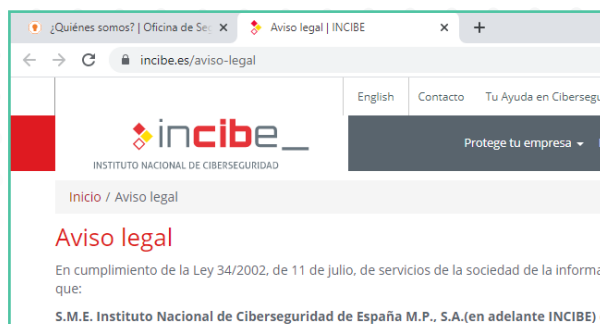 ¿Quiénes somos? | Oficina de Se
Aviso legal | INCIBE
incibe.es/aviso-legal
English Contacto Tu Ayuda en Cibersegu
incibe_
INSTITUTO NACIONAL DE CIBERSEGURIDAD
Protege tu empresa
Inicio / Aviso legal
Aviso legal
En cumplimiento de la Ley 34/2002, de 11 de julio, de servicios de la sociedad de la informa
que:
S.M.E. Instituto Nacional de Ciberseguridad de España M.P., S.A.(en adelante INCIBE)